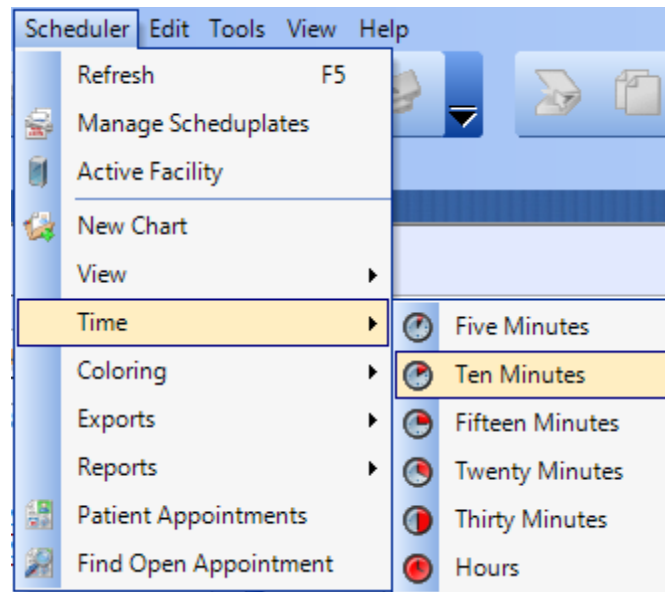 Scheduler Edit Tools View Help
Refresh F5
Manage Scheduplates
Active Facility
New Chart
View
Time
Coloring
Exports
Reports
Patient Appointments
Find Open Appointment
Five Minutes
Ten Minutes
Fifteen Minutes
Twenty Minutes
Thirty Minutes
Hours